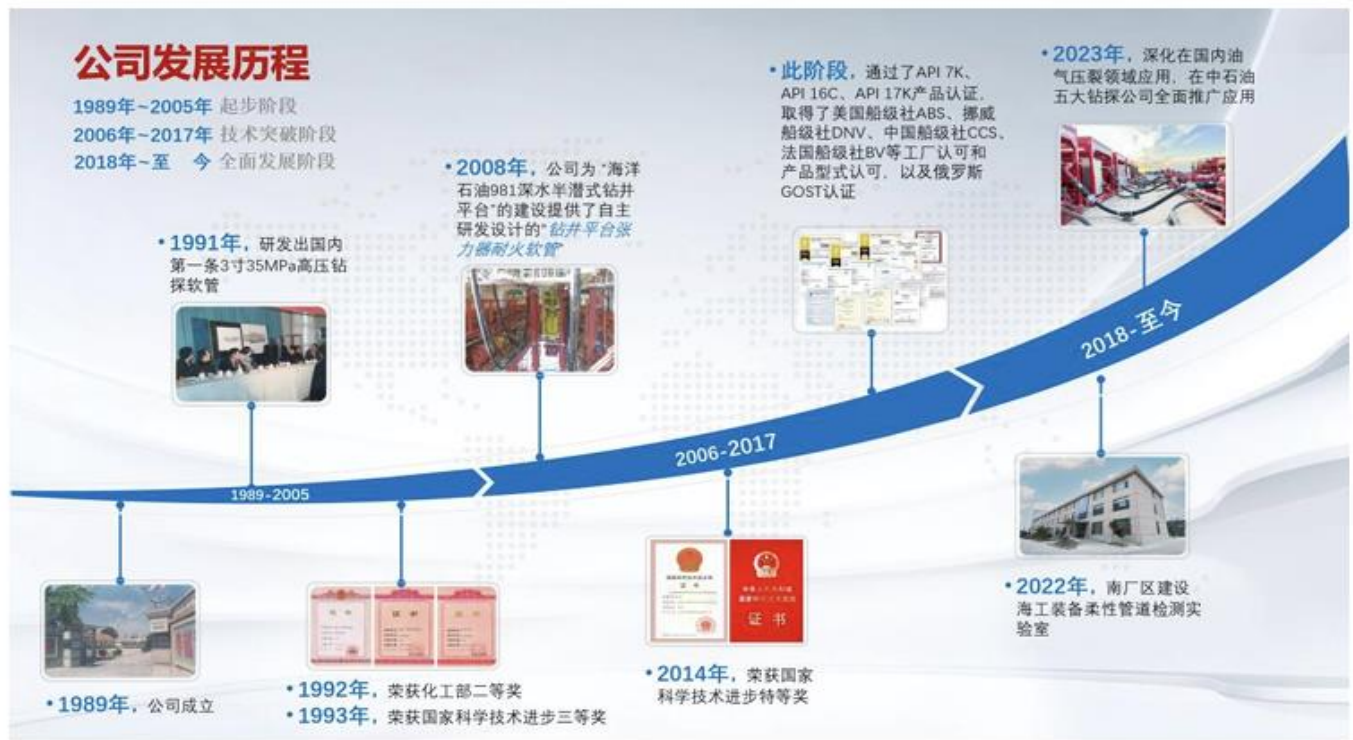 公司发展历程
1989年~2005年 起步阶段
2006年~2017年 技术突破阶段
2018年~至 今 全面发展阶段
•1991年，研发出国内
第一条3寸35MPa高压钻
探软管
•2008年，公司为“海洋
石油981深水半潜式钻井
平台”的建设提供了自主
研发设计的“钻井平台张
力器耐火软管”
•此阶段，通过了API 7K、
API 16C、API 17K产品认证，
取得了美国船级社ABS、挪威
船级社DNV、中国船级社CCS、
法国船级社BV等工厂认可和
产品型式认可，以及俄罗斯
GOST认证
•2023年，深化在国内油
气压裂领域应用，在中石油
五大钻探公司全面推广应用
1989-2005
2006-2017
2018-至今
•1989年，公司成立
证书
•1992年，荣获化工部二等奖
•1993年，荣获国家科学技术进步三等奖
证书
证书
•2014年，荣获国家
科学技术进步特等奖
•2022年，南厂区建设
海工装备柔性管道检测实
验室